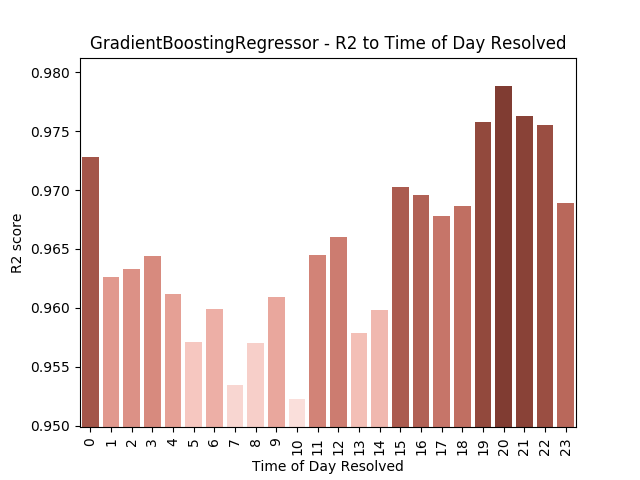 GradientBoostingRegressor - R2 to Time of Day Resolved
0.980
0.975
0.970
0.965
0.960
0.955
0.950
R2 score
0 1 2 3 4 5 6 7 8 9 10 11 12 13 14 15 16 17 18 19 20 21 22 23
Time of Day Resolved